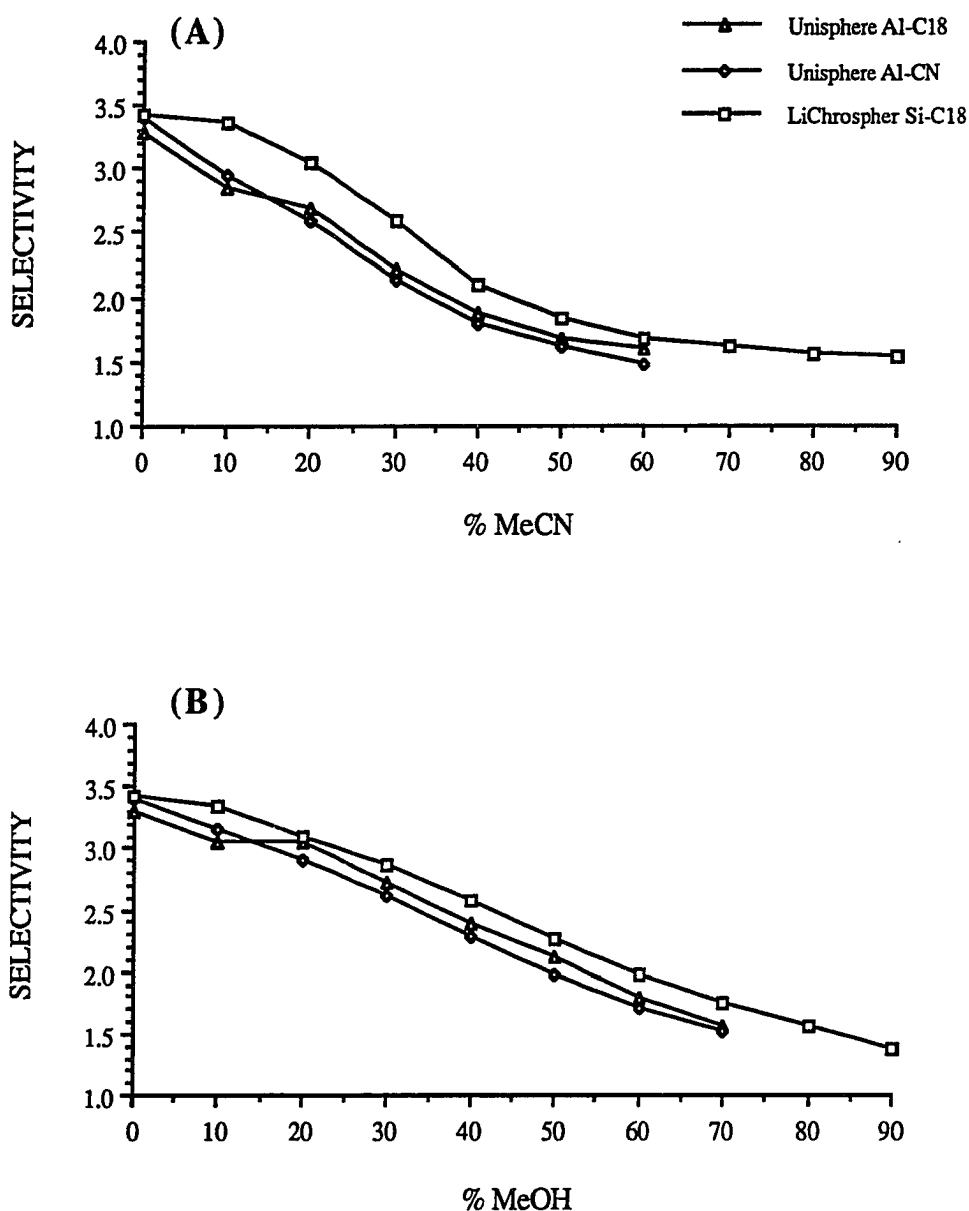 (A)
Unisphere Al-C18
Unisphere Al-CN
LiChrospher Si-C18
SELECTIVITY
4.0
3.5
3.0
2.5
2.0
1.5
1.0
0 10 20 30 40 50 60 70 80 90
% MeCN
(B)
SELECTIVITY
4.0
3.5
3.0
2.5
2.0
1.5
1.0
0 10 20 30 40 50 60 70 80 90
% MeOH